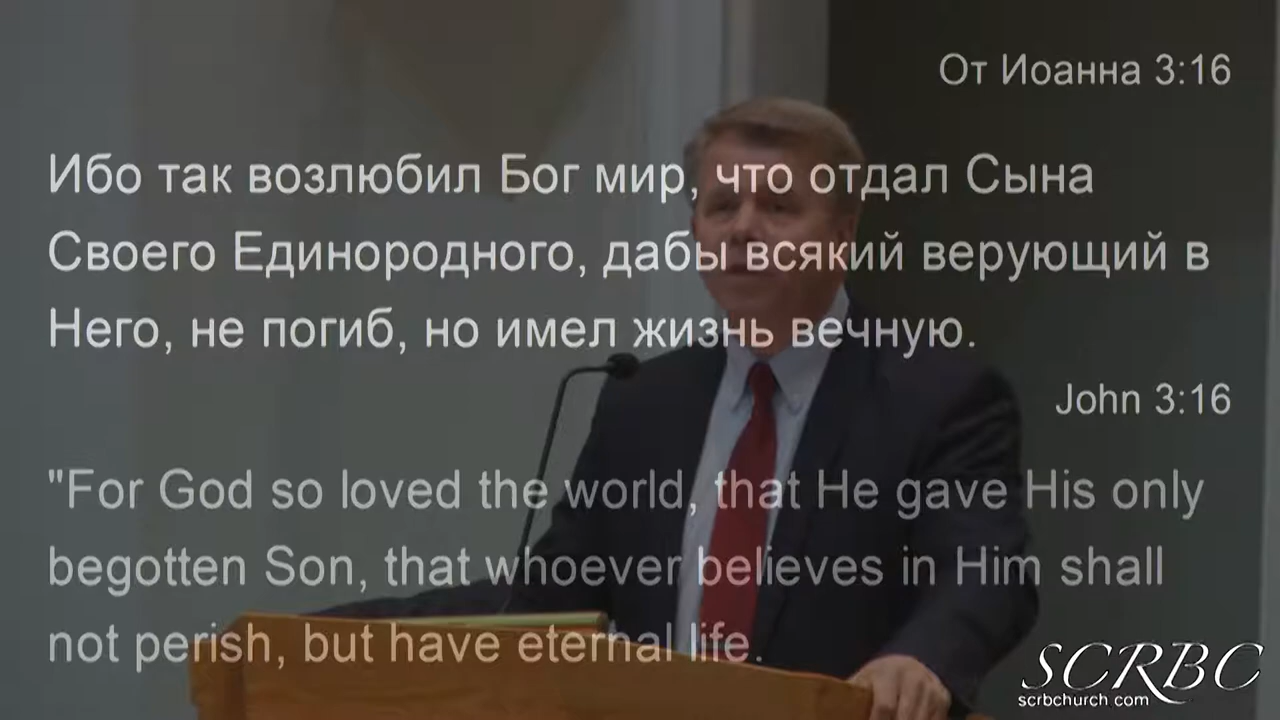 От Иоанна 3:16
Ибо так возлюбил Бог мир, что отдал Сына
Своего Единородного, дабы всякий верующий в
Него, не погиб, но имел жизнь вечную.
John 3:16
"For God so loved the world, that He gave His only
begotten Son, that whoever believes in Him shall
not perish, but have eternal life.
SCRBC
scrbchurch.com